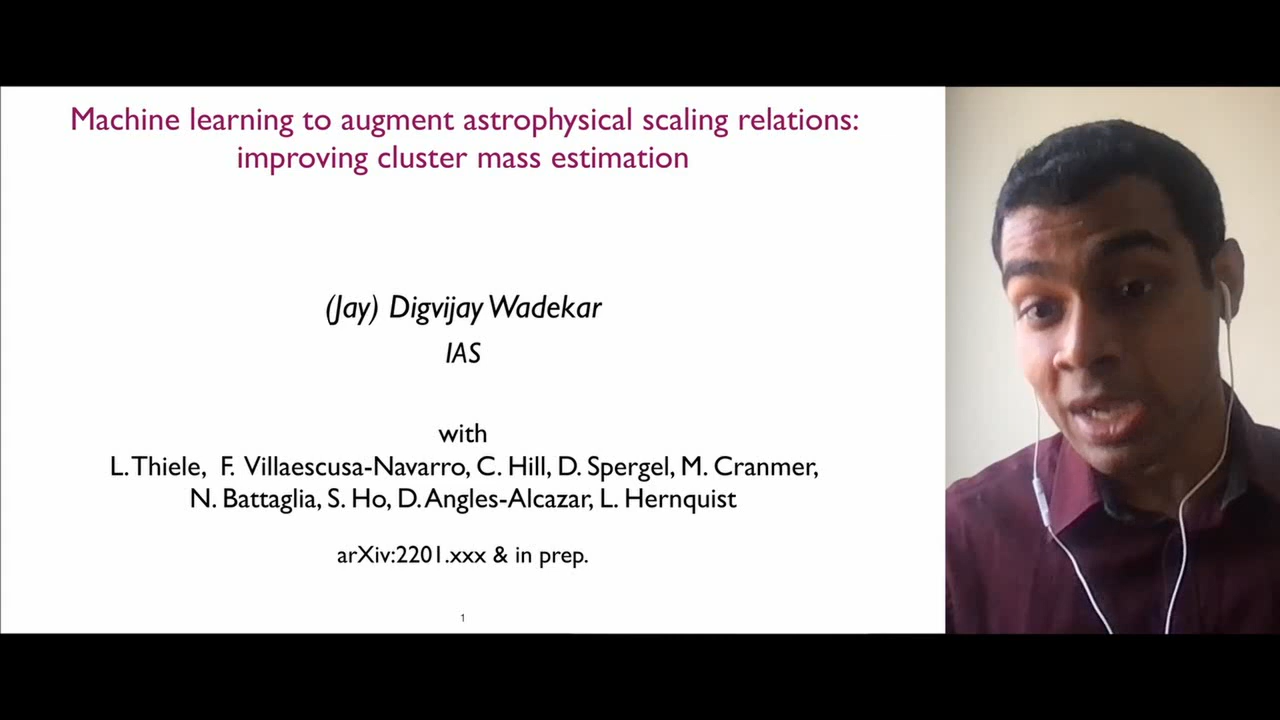 Machine learning to augment astrophysical scaling relations:
improving cluster mass estimation
(Jay) Digvijay Wadekar
IAS
with
L. Thiele, F. Villaescusa-Navarro, C. Hill, D. Spergel, M. Cranmer,
N. Battaglia, S. Ho, D. Angles-Alcazar, L. Hernquist
arXiv:2201.xxx & in prep.
1